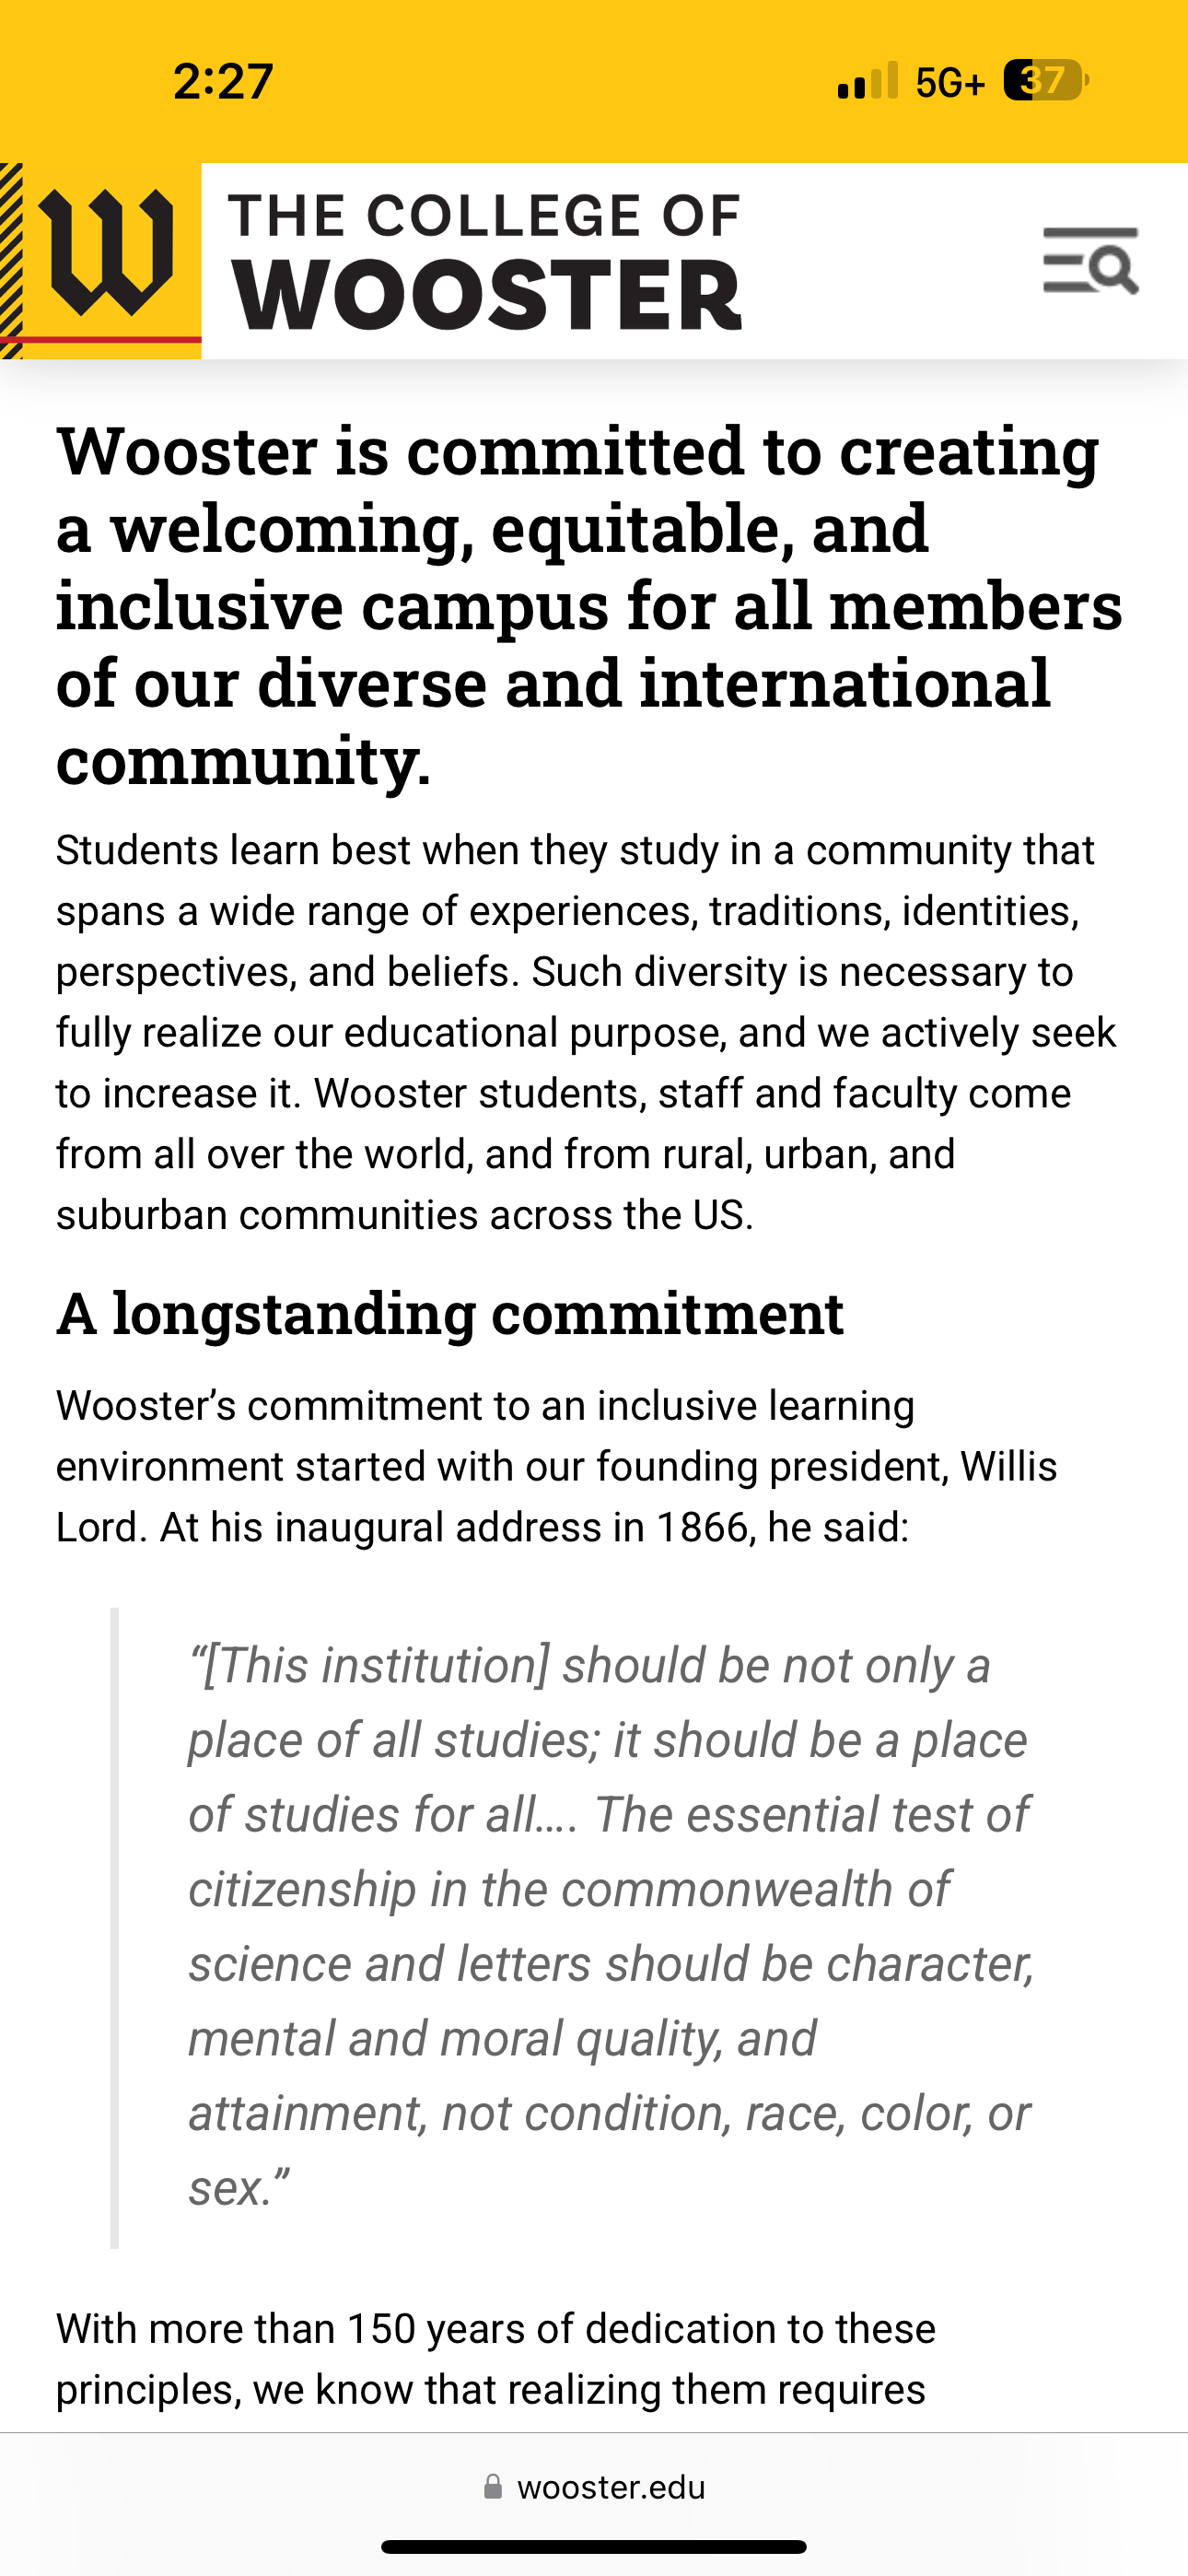 2:27
5G+ 37
W
THE COLLEGE OF
WOOSTER
Wooster is committed to creating
a welcoming, equitable, and
inclusive campus for all members
of our diverse and international
community.
Students learn best when they study in a community that
spans a wide range of experiences, traditions, identities,
perspectives, and beliefs. Such diversity is necessary to
fully realize our educational purpose, and we actively seek
to increase it. Wooster students, staff and faculty come
from all over the world, and from rural, urban, and
suburban communities across the US.
A longstanding commitment
Wooster’s commitment to an inclusive learning
environment started with our founding president, Willis
Lord. At his inaugural address in 1866, he said:
“[This institution] should be not only a
place of all studies; it should be a place
of studies for all…. The essential test of
citizenship in the commonwealth of
science and letters should be character,
mental and moral quality, and
attainment, not condition, race, color, or
sex.”
With more than 150 years of dedication to these
principles, we know that realizing them requires
wooster.edu